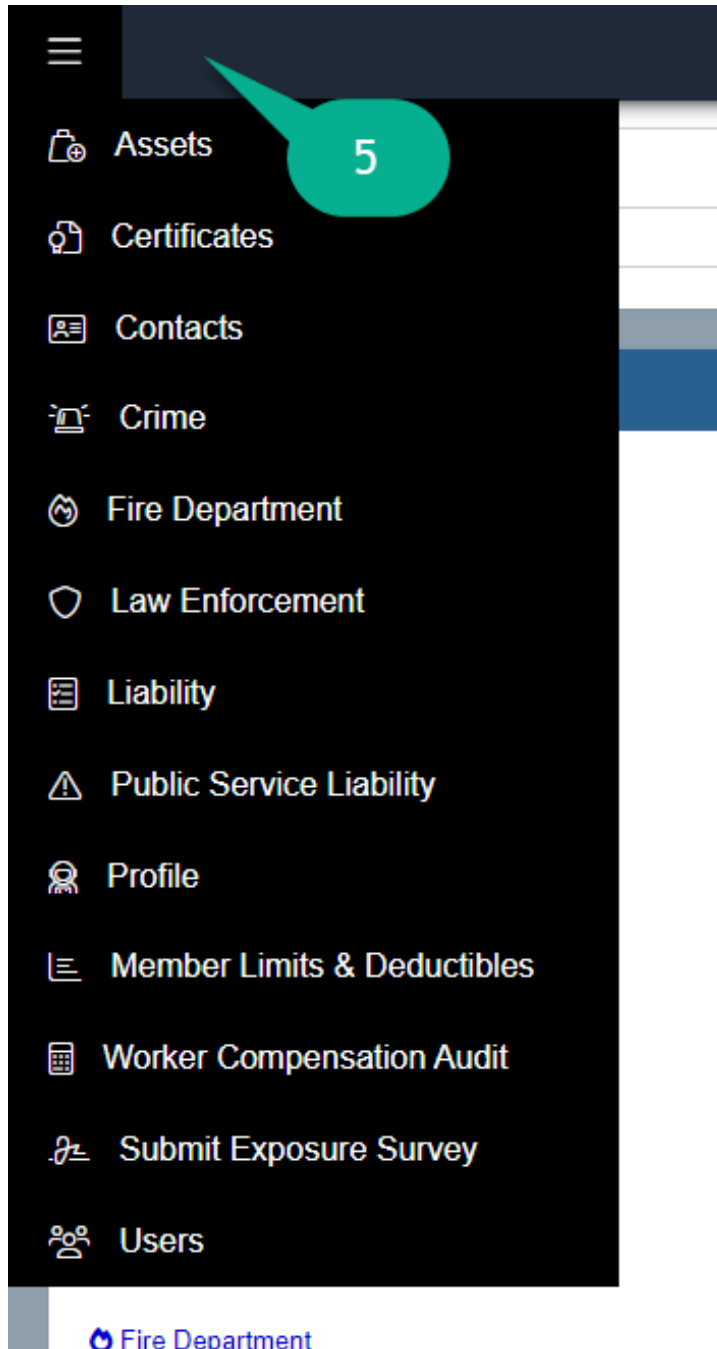 5
Assets
Certificates
Contacts
Crime
Fire Department
Law Enforcement
Liability
Public Service Liability
Profile
Member Limits & Deductibles
Worker Compensation Audit
Submit Exposure Survey
Users
Fire Department